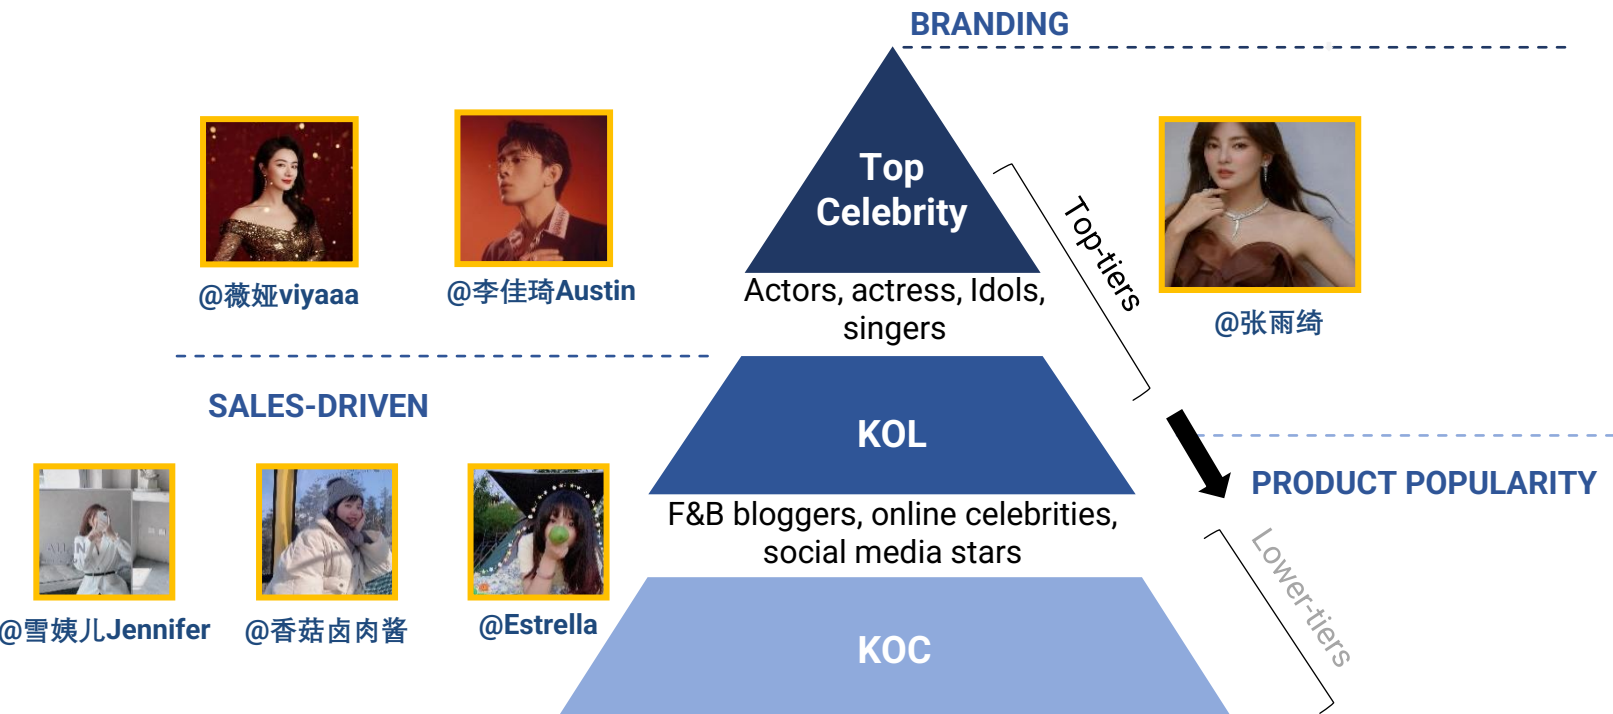 BRANDING
Top
Celebrity
Top-tiers
@薇娅viyaaa
@李佳琦Austin
@张雨绮
Actors, actress, Idols,
singers
SALES-DRIVEN
KOL
PRODUCT POPULARITY
F&B bloggers, online celebrities,
social media stars
Lower-tiers
@雪姨儿Jennifer
@香菇卤肉酱
@Estrella
KOC